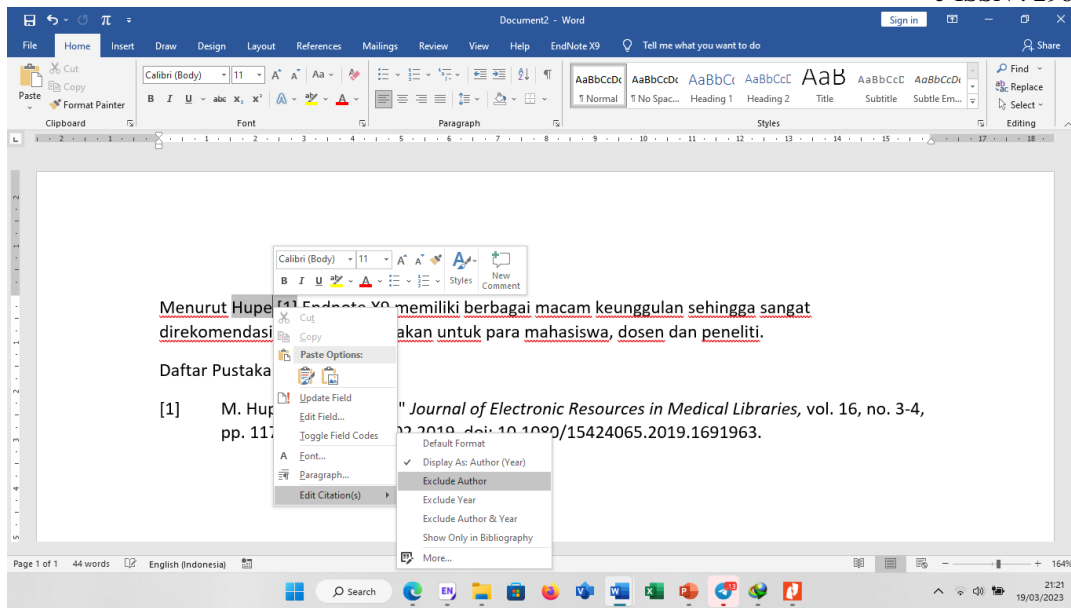 Document2 - Word
Sign in
File Home Insert Draw Design Layout References Mailings Review View Help EndNote X9 Tell me what you want to do Share
Paste
Cut
Copy
Format Painter
Clipboard
Calibri (Body) 11
Font
Paragraph
AaBbCcDc AaBbCcDc AaBbCc AaBbCcE AaB AaBbCcE AaBbCcDc
¶ Normal ¶ No Spac... Heading 1 Heading 2 Title Subtitle Subtle Em...
Styles
Find
Replace
Select
Editing
Calibri (Body) 11
Styles
New Comment
Menurut Hupe [1] Endnote X9 memiliki berbagai macam keunggulan sehingga sangat
direkomendasi akan untuk para mahasiswa, dosen dan peneliti.
Daftar Pustaka
[1] M. Hup " Journal of Electronic Resources in Medical Libraries, vol. 16, no. 3-4,
pp. 117 2019, doi: 10.1080/15424065.2019.1691963.
Cut
Copy
Paste Options:
Update Field
Edit Field...
Toggle Field Codes
Font...
Paragraph...
Edit Citation(s)
Default Format
Display As: Author (Year)
Exclude Author
Exclude Year
Exclude Author & Year
Show Only in Bibliography
More...
Page 1 of 1 44 words English (Indonesia) 164%
Search
21:21
19/03/2023